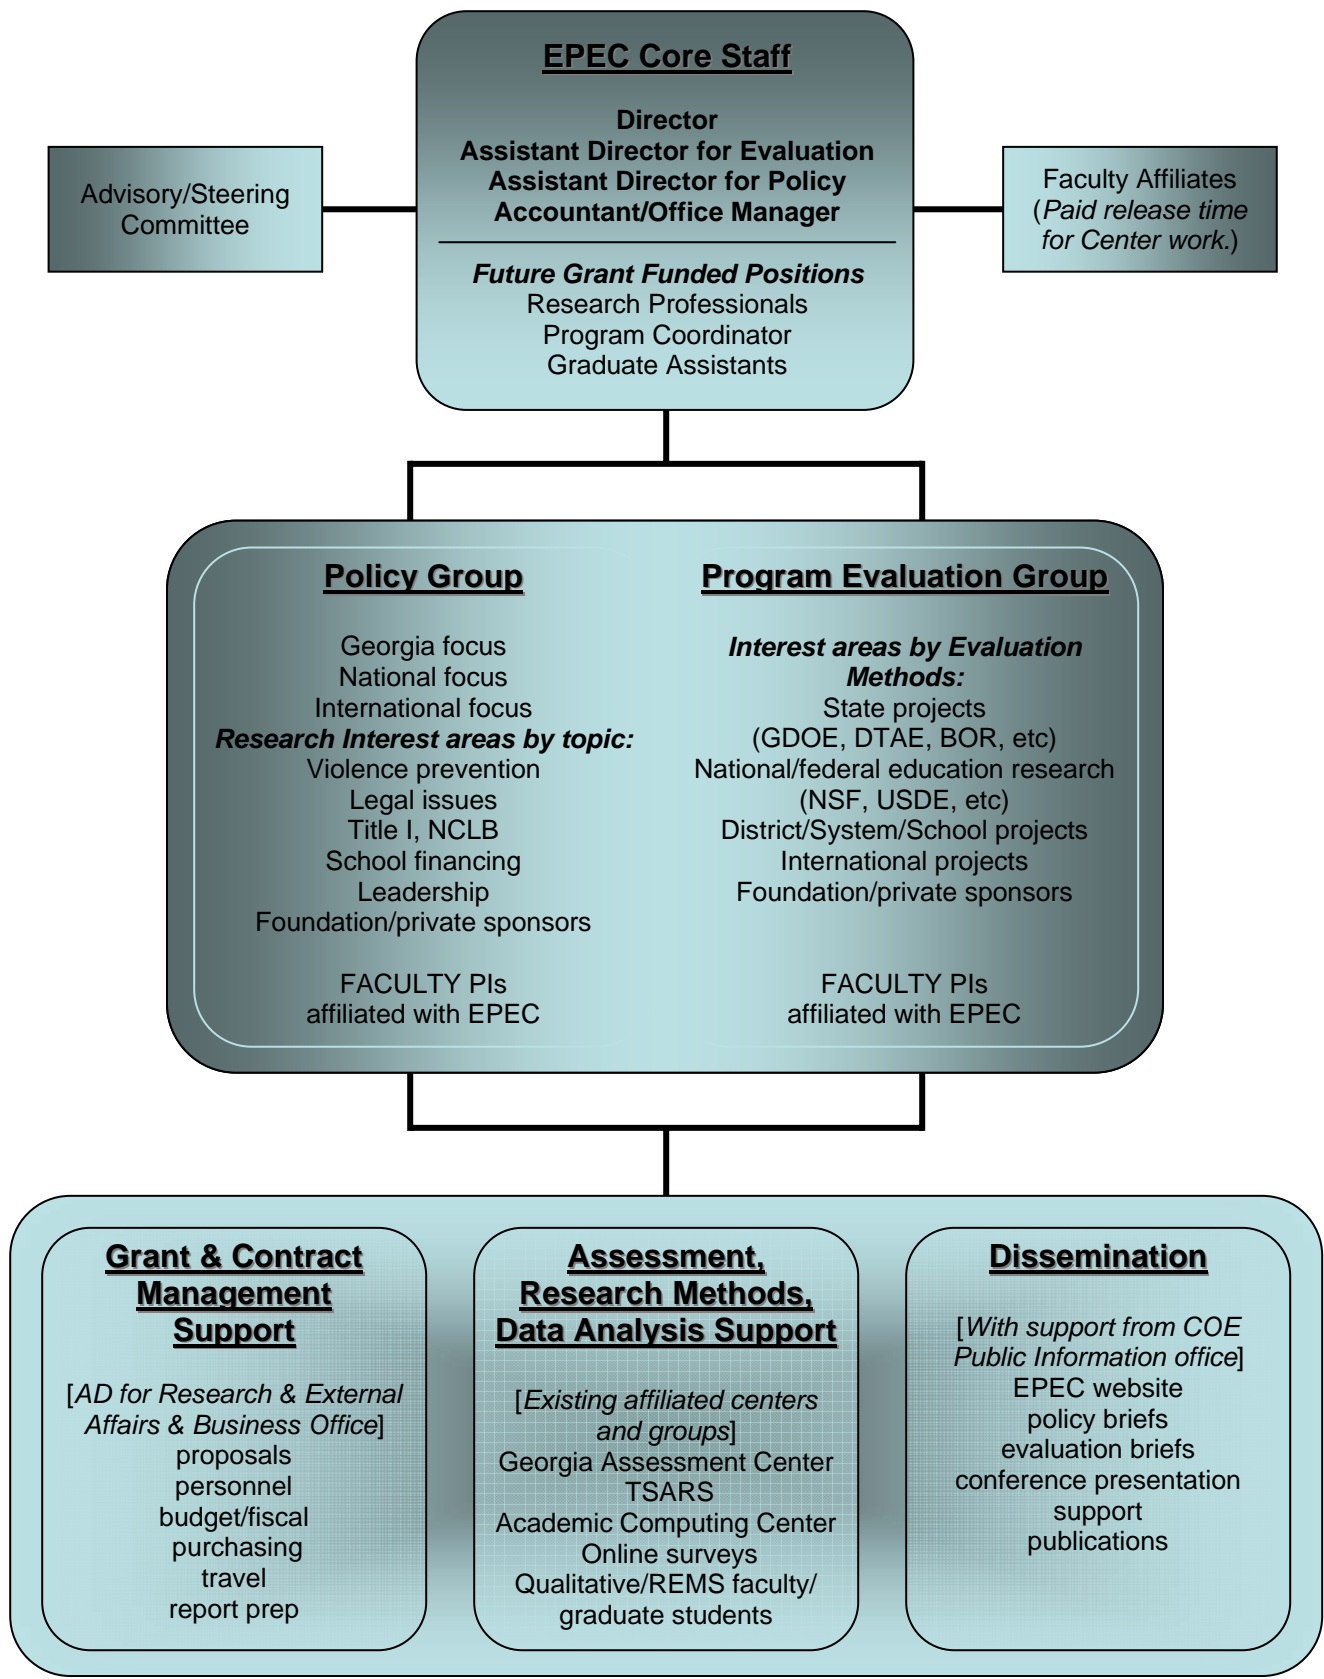 EPEC Core Staff
Director
Assistant Director for Evaluation
Assistant Director for Policy
Accountant/Office Manager
Future Grant Funded Positions
Research Professionals
Program Coordinator
Graduate Assistants
Advisory/Steering
Committee
Faculty Affiliates
(Paid release time
for Center work.)
Policy Group
Georgia focus
National focus
International focus
Research Interest areas by topic:
Violence prevention
Legal issues
Title I, NCLB
School financing
Leadership
Foundation/private sponsors
FACULTY PIs
affiliated with EPEC
Program Evaluation Group
Interest areas by Evaluation
Methods:
State projects
(GDOE, DTAE, BOR, etc)
National/federal education research
(NSF, USDE, etc)
District/System/School projects
International projects
Foundation/private sponsors
FACULTY PIs
affiliated with EPEC
Grant & Contract
Management
Support
[AD for Research & External
Affairs & Business Office]
proposals
personnel
budget/fiscal
purchasing
travel
report prep
Assessment,
Research Methods,
Data Analysis Support
[Existing affiliated centers
and groups]
Georgia Assessment Center
TSARS
Academic Computing Center
Online surveys
Qualitative/REMS faculty/
graduate students
Dissemination
[With support from COE
Public Information office]
EPEC website
policy briefs
evaluation briefs
conference presentation
support
publications